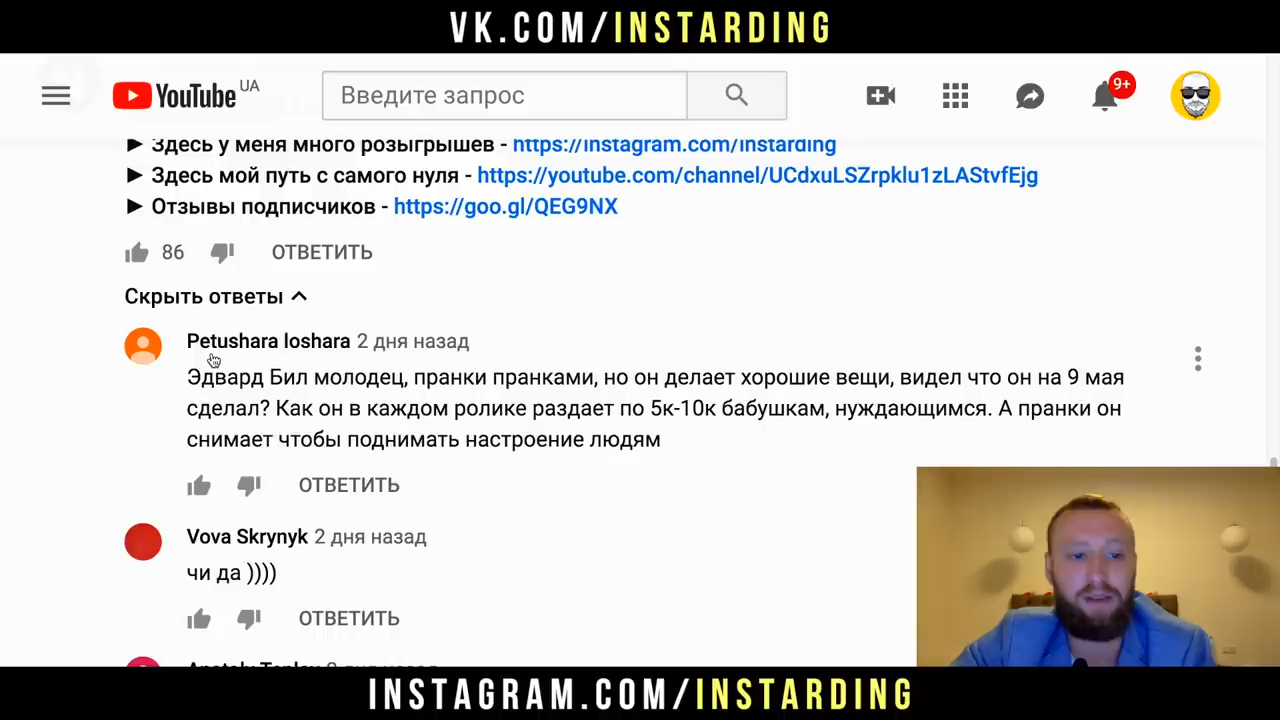 VK.COM/INSTARDING
YouTube UA
Введите запрос
9+
► Здесь у меня много розыгрышев - https://instagram.com/instarding
► Здесь мой путь с самого нуля - https://youtube.com/channel/UCdxuLSZrpklu1zLAStvfEjg
► Отзывы подписчиков - https://goo.gl/QEG9NX
86 ОТВЕТИТЬ
Скрыть ответы
Petushara loshara 2 дня назад
Эдвард Бил молодец, пранки пранками, но он делает хорошие вещи, видел что он на 9 мая
сделал? Как он в каждом ролике раздает по 5к-10к бабушкам, нуждающимся. А пранки он
снимает чтобы поднимать настроение людям
ОТВЕТИТЬ
Vova Skrynyk 2 дня назад
чи да ))))
ОТВЕТИТЬ
INSTAGRAM.COM/INSTARDING